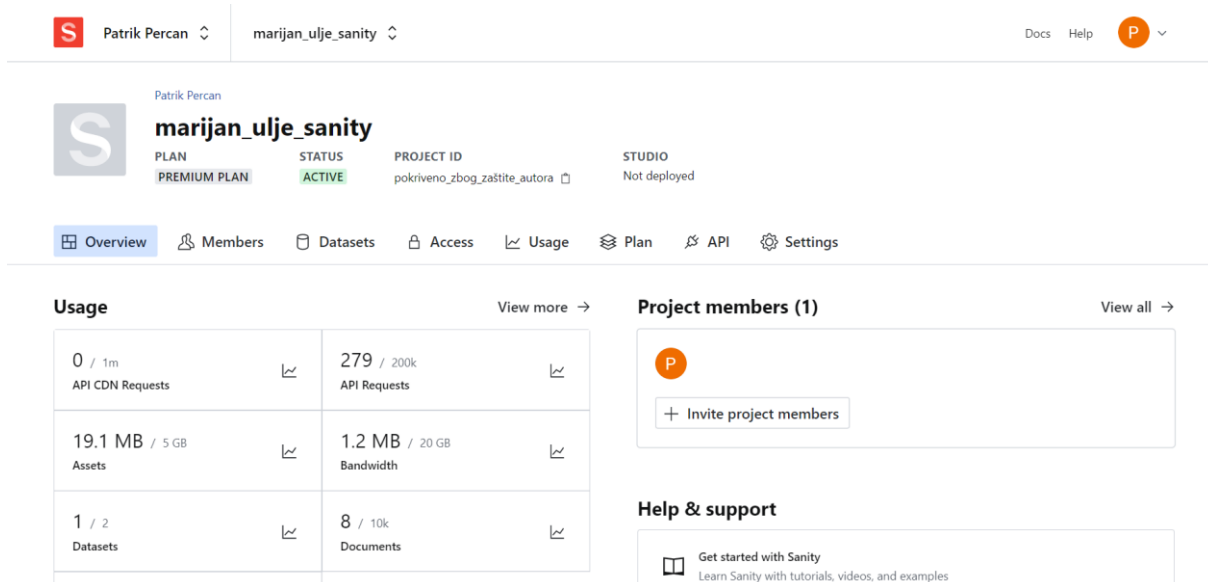 S Patrik Percan marijan_ulje_sanity Docs Help P
Patrik Percan
S
marijan_ulje_sanity
PLAN STATUS PROJECT ID STUDIO
PREMIUM PLAN ACTIVE pokriveno_zbog_zaštite_autora Not deployed
Overview Members Datasets Access Usage Plan API Settings
Usage View more → Project members (1) View all →
0 / 1m 279 / 200k
API CDN Requests API Requests
P
+ Invite project members
19.1 MB / 5 GB 1.2 MB / 20 GB
Assets Bandwidth
Help & support
1 / 2 8 / 10k
Datasets Documents
Get started with Sanity
Learn Sanity with tutorials, videos, and examples